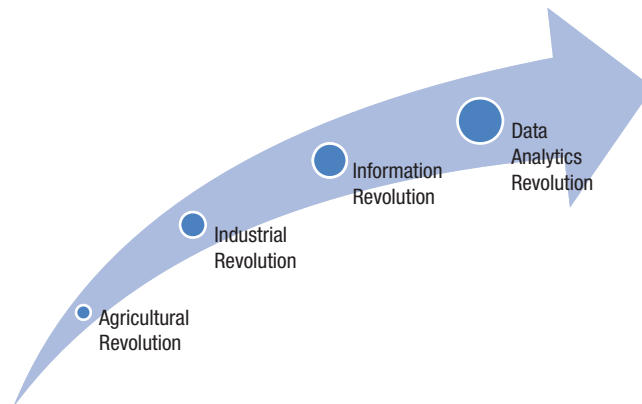 Agricultural
Revolution
Industrial
Revolution
Information
Revolution
Data
Analytics
Revolution